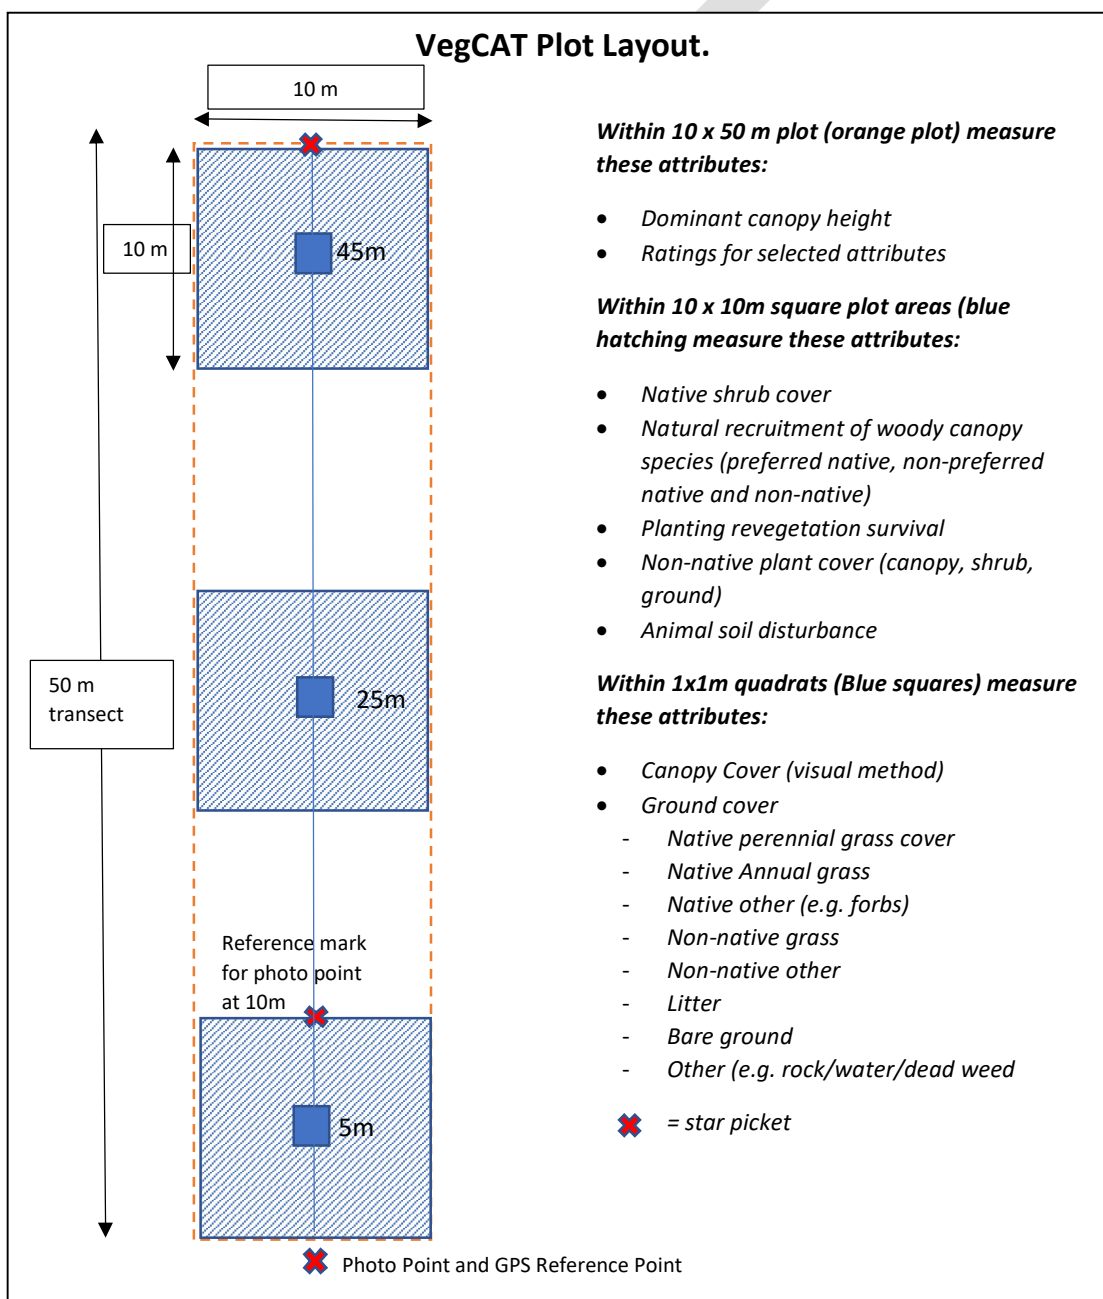 VegCAT Plot Layout.
10 m
10 m
45m
50 m
transect
25m
Reference mark
for photo point
at 10m
5m
Photo Point and GPS Reference Point
Within 10 x 50 m plot (orange plot) measure
these attributes:
• Dominant canopy height
• Ratings for selected attributes
Within 10 x 10m square plot areas (blue
hatching measure these attributes:
• Native shrub cover
• Natural recruitment of woody canopy
species (preferred native, non-preferred
native and non-native)
• Planting revegetation survival
• Non-native plant cover (canopy, shrub,
ground)
• Animal soil disturbance
Within 1x1m quadrats (Blue squares) measure
these attributes:
• Canopy Cover (visual method)
• Ground cover
- Native perennial grass cover
- Native Annual grass
- Native other (e.g. forbs)
- Non-native grass
- Non-native other
- Litter
- Bare ground
- Other (e.g. rock/water/dead weed
= star picket